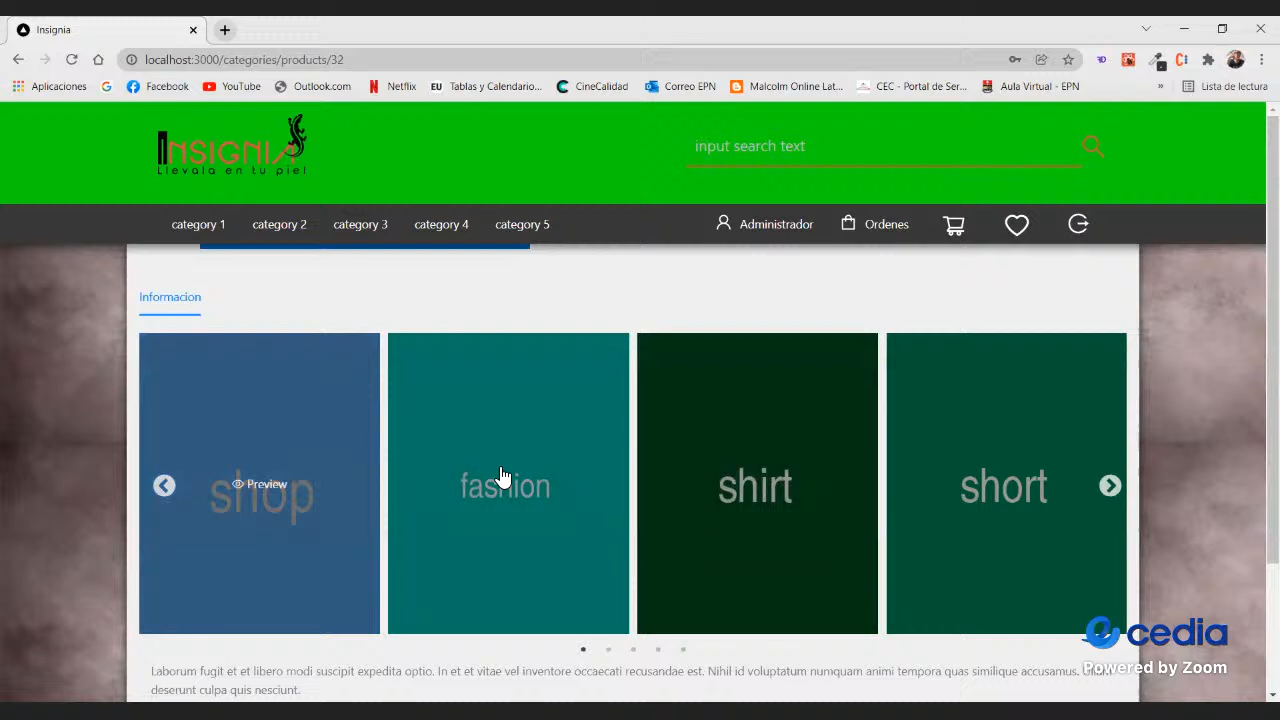 Insignia
localhost:3000/categories/products/32
Aplicaciones Facebook YouTube Outlook.com Netflix EU Tablas y Calendario... CineCalidad Correo EPN Malcolm Online Lat... CEC - Portal de Ser... Aula Virtual - EPN » Lista de lectura
INSIGNIA
Llevala en tu piel
input search text
category 1 category 2 category 3 category 4 category 5 Administrador Ordenes
Informacion
shop Preview fashion shirt short
cedia
Powered by Zoom
Laborum fugit et et libero modi suscipit expedita optio. In et et vitae vel inventore occaecati recusandae est. Nihil id voluptatum numquam animi tempora quas similique accusamus.
deserunt culpa quis nesciunt.